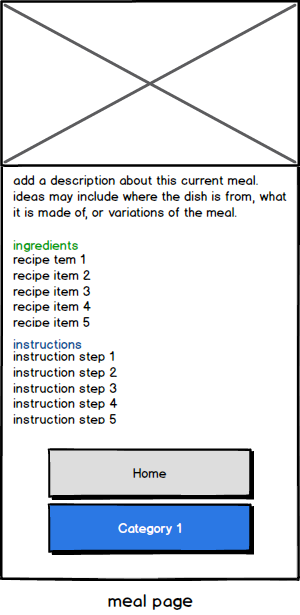 add a description about this current meal.
ideas may include where the dish is from, what
it is made of, or variations of the meal.
ingredients
recipe tem 1
recipe item 2
recipe item 3
recipe item 4
recipe item 5
instructions
instruction step 1
instruction step 2
instruction step 3
instruction step 4
instruction step 5
Home
Category 1
meal page